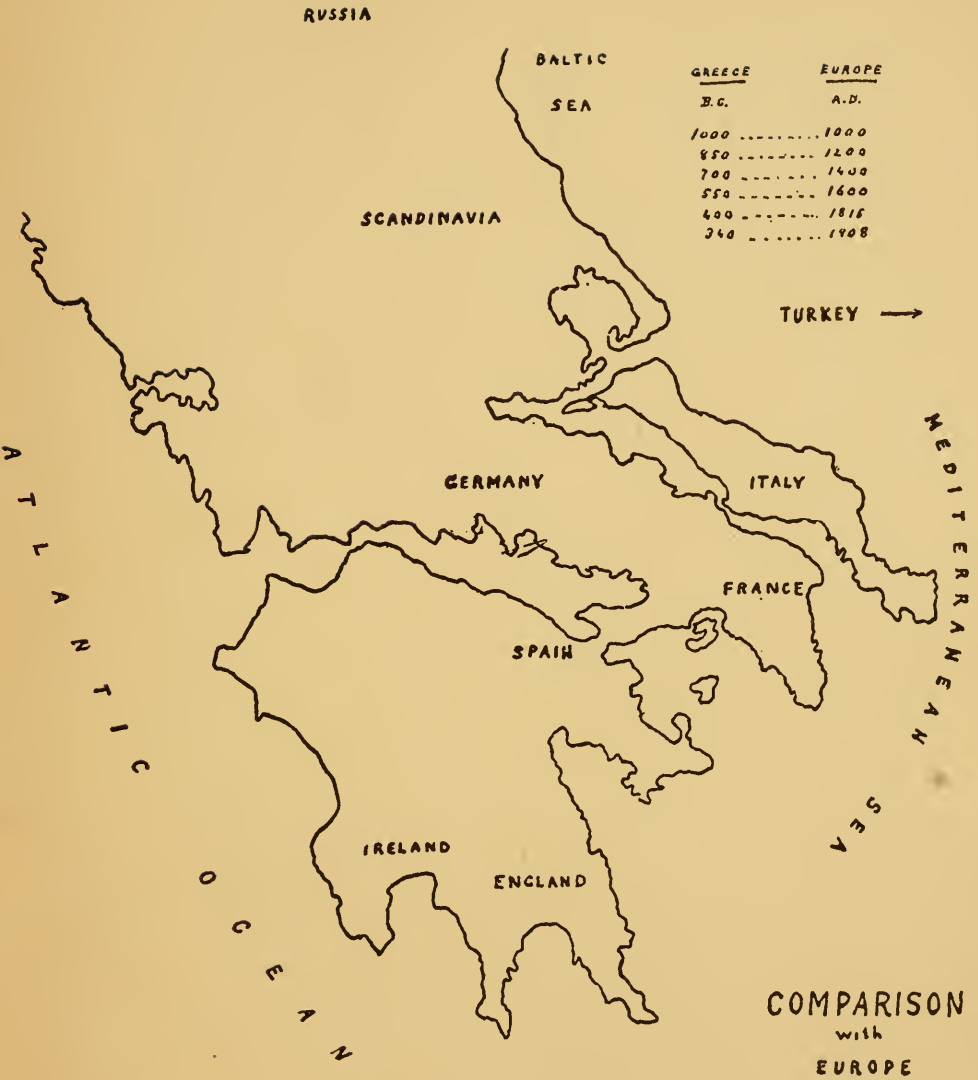 RUSSIA
BALTIC
SEA
GREECE EUROPE
B.C. A.D.
1000 ......... 1000
850 ......... 1200
700 ......... 1400
550 ......... 1600
400 ......... 1815
340 ......... 1908
SCANDINAVIA
TURKEY →
ATLANTIC OCEAN
MEDITERRANEAN SEA
GERMANY
ITALY
FRANCE
SPAIN
IRELAND
ENGLAND
COMPARISON
with
EUROPE